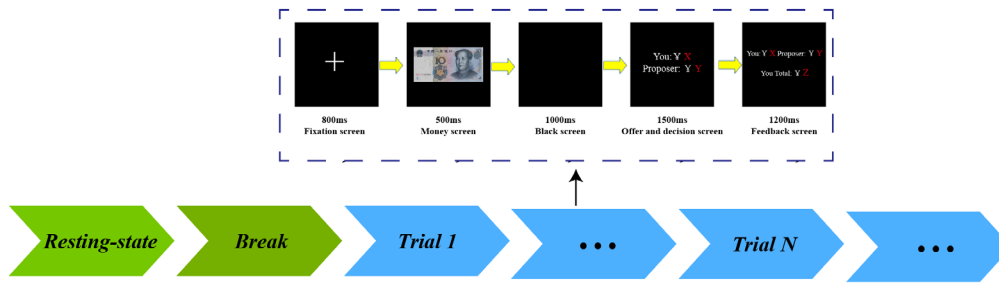 10
You: ¥ X
Proposer: Y Y
You: Y X Proposer: Y Y
You Total: ¥ Z
800ms
Fixation screen
500ms
Money screen
1000ms
Black screen
1500ms
Offer and decision screen
1200ms
Feedback screen
Resting-state
Break
Trial 1
...
Trial N
...